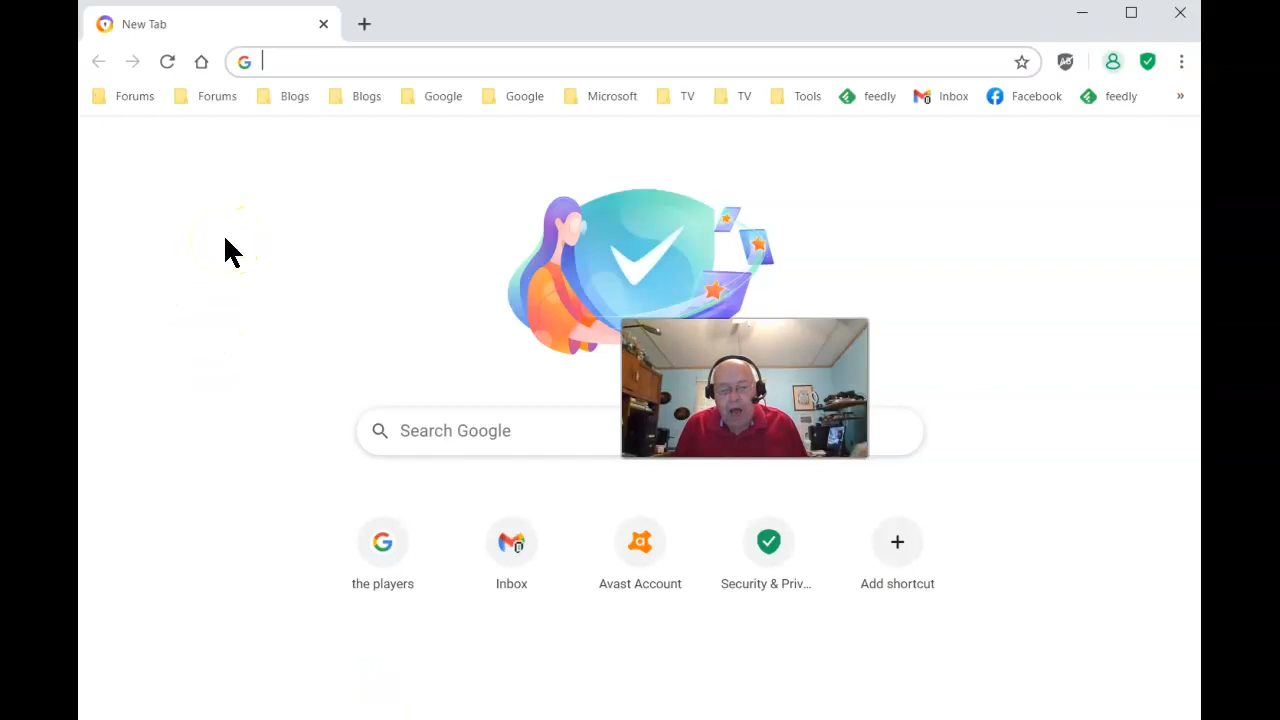 New Tab
Forums Forums Blogs Blogs Google Google Microsoft TV TV Tools feedly Inbox Facebook feedly »
Search Google
the players Inbox Avast Account Security & Priv... Add shortcut